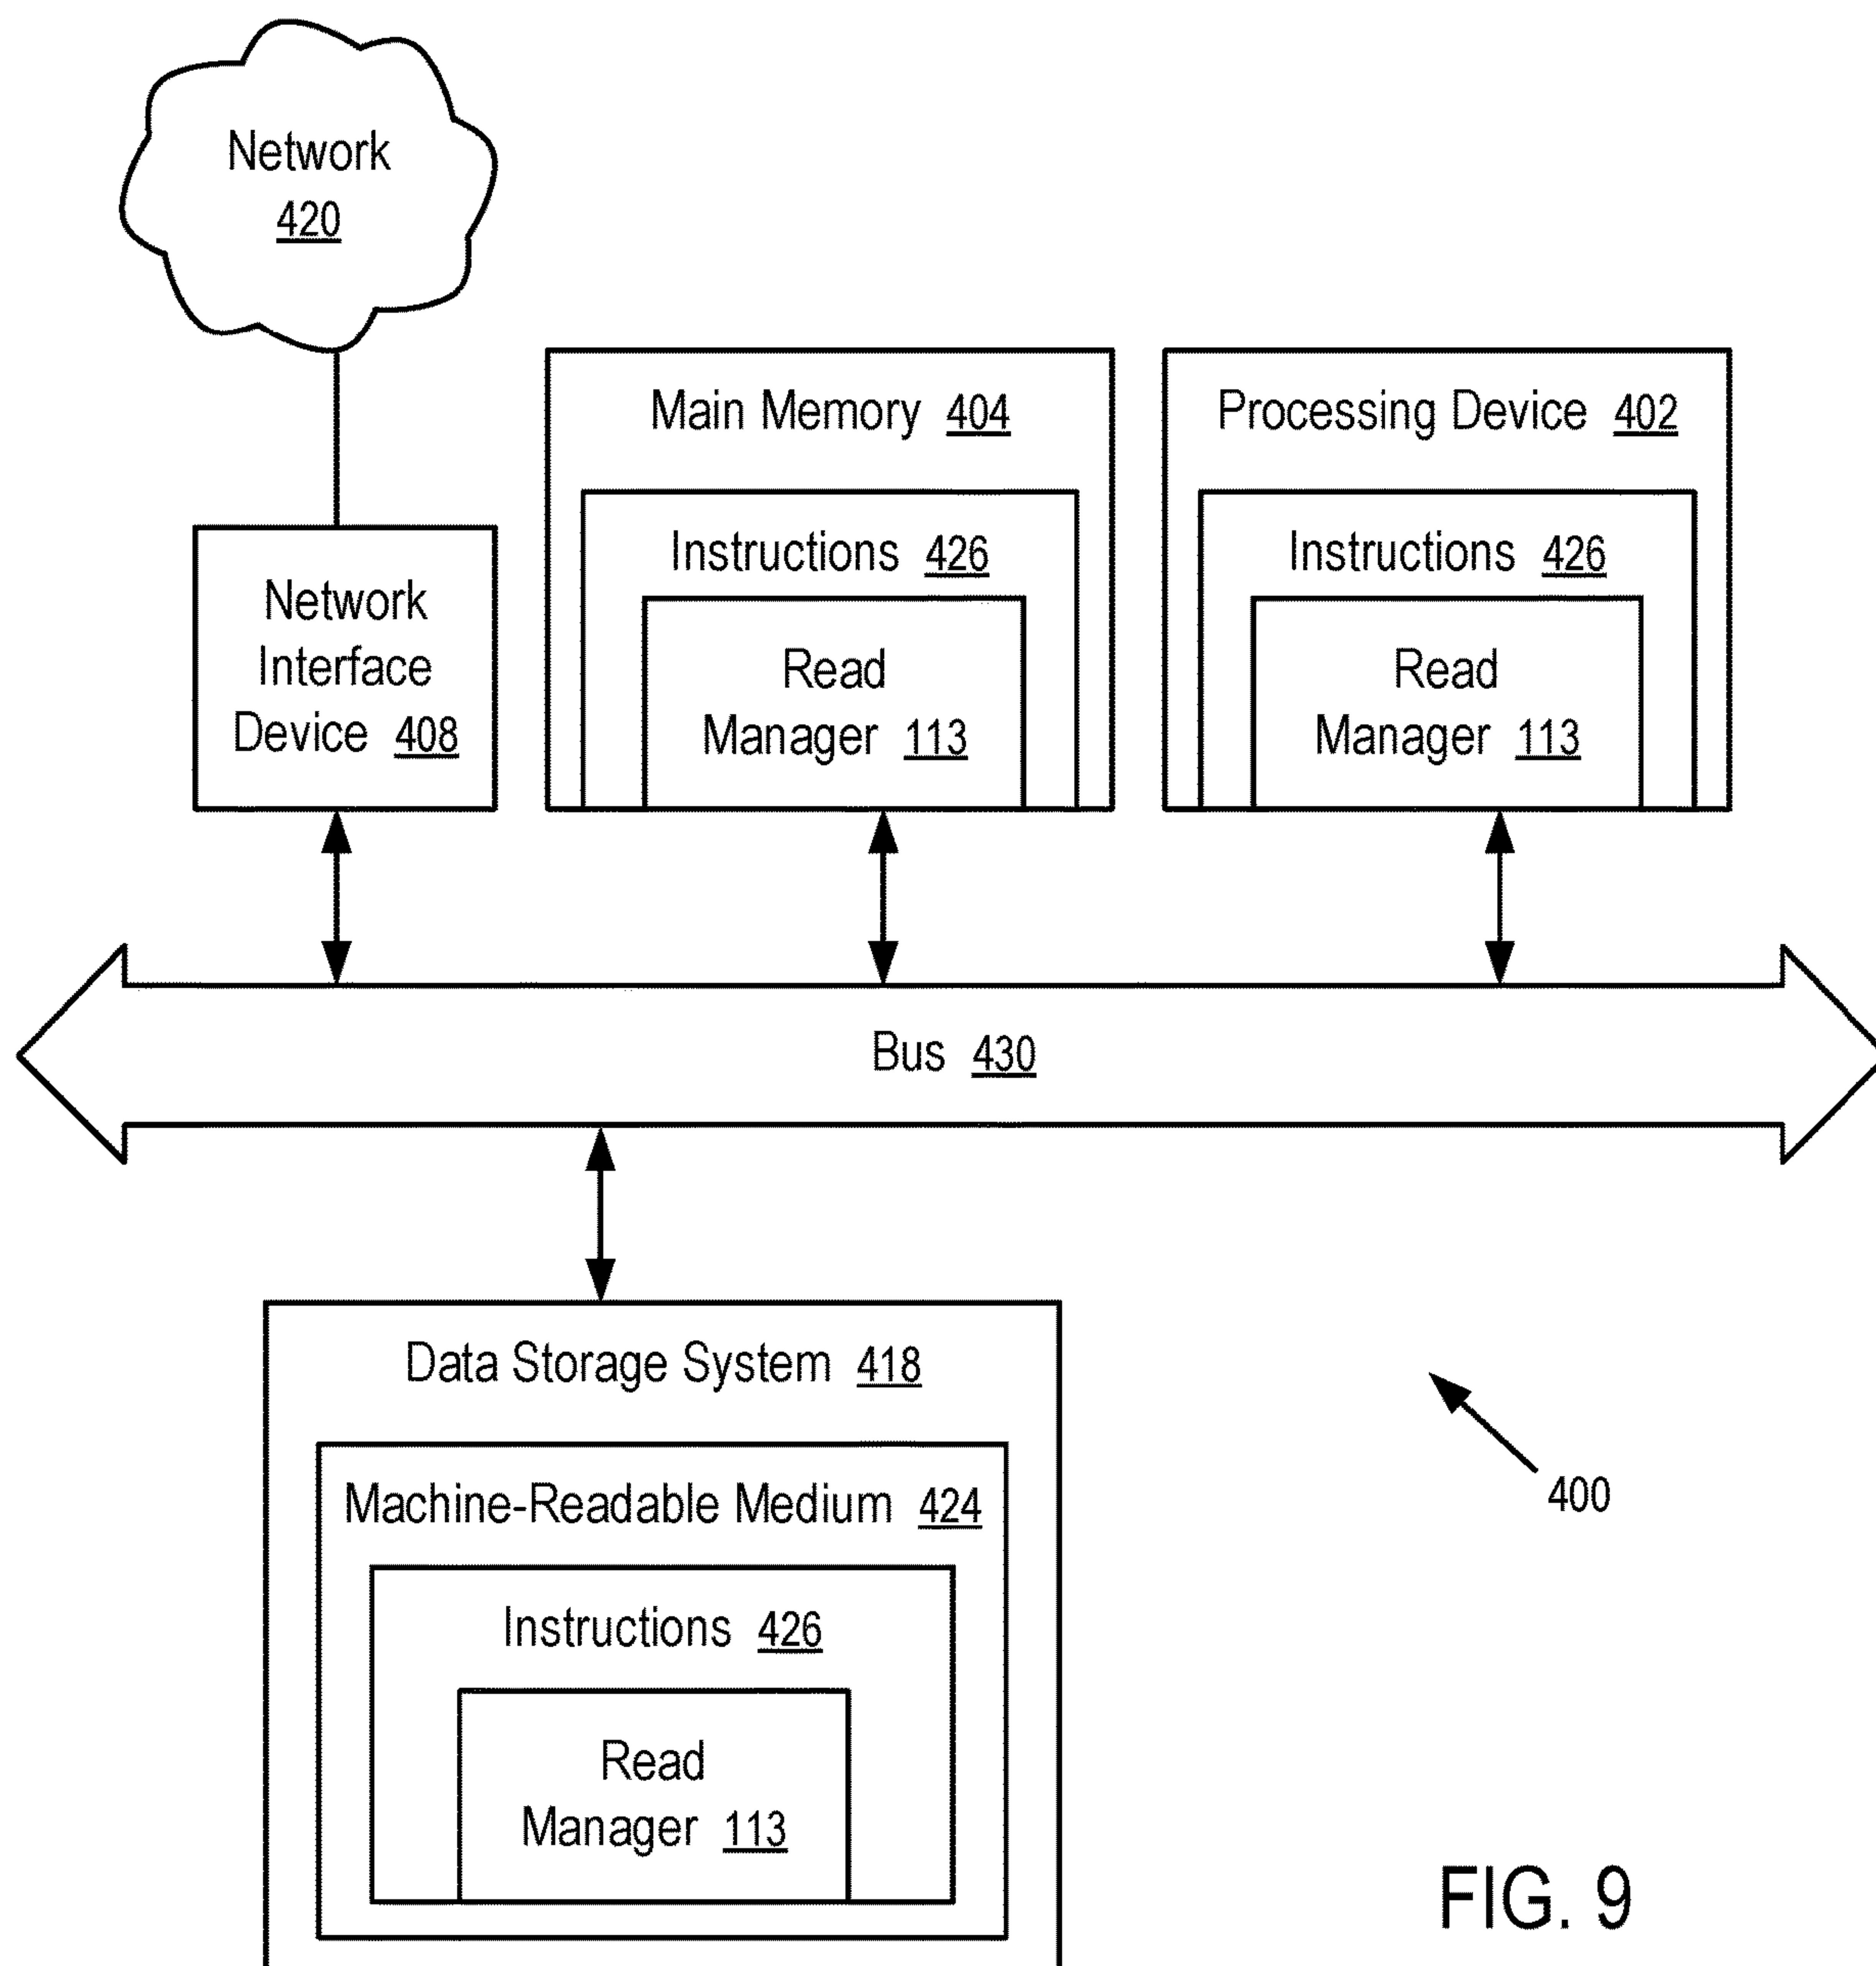 Network
420
Main Memory 404
Processing Device 402
Instructions 426
Instructions 426
Network
Interface
Device 408
Read
Manager 113
Read
Manager 113
Bus 430
Data Storage System 418
Machine-Readable Medium 424
400
Instructions 426
Read
Manager 113
FIG. 9